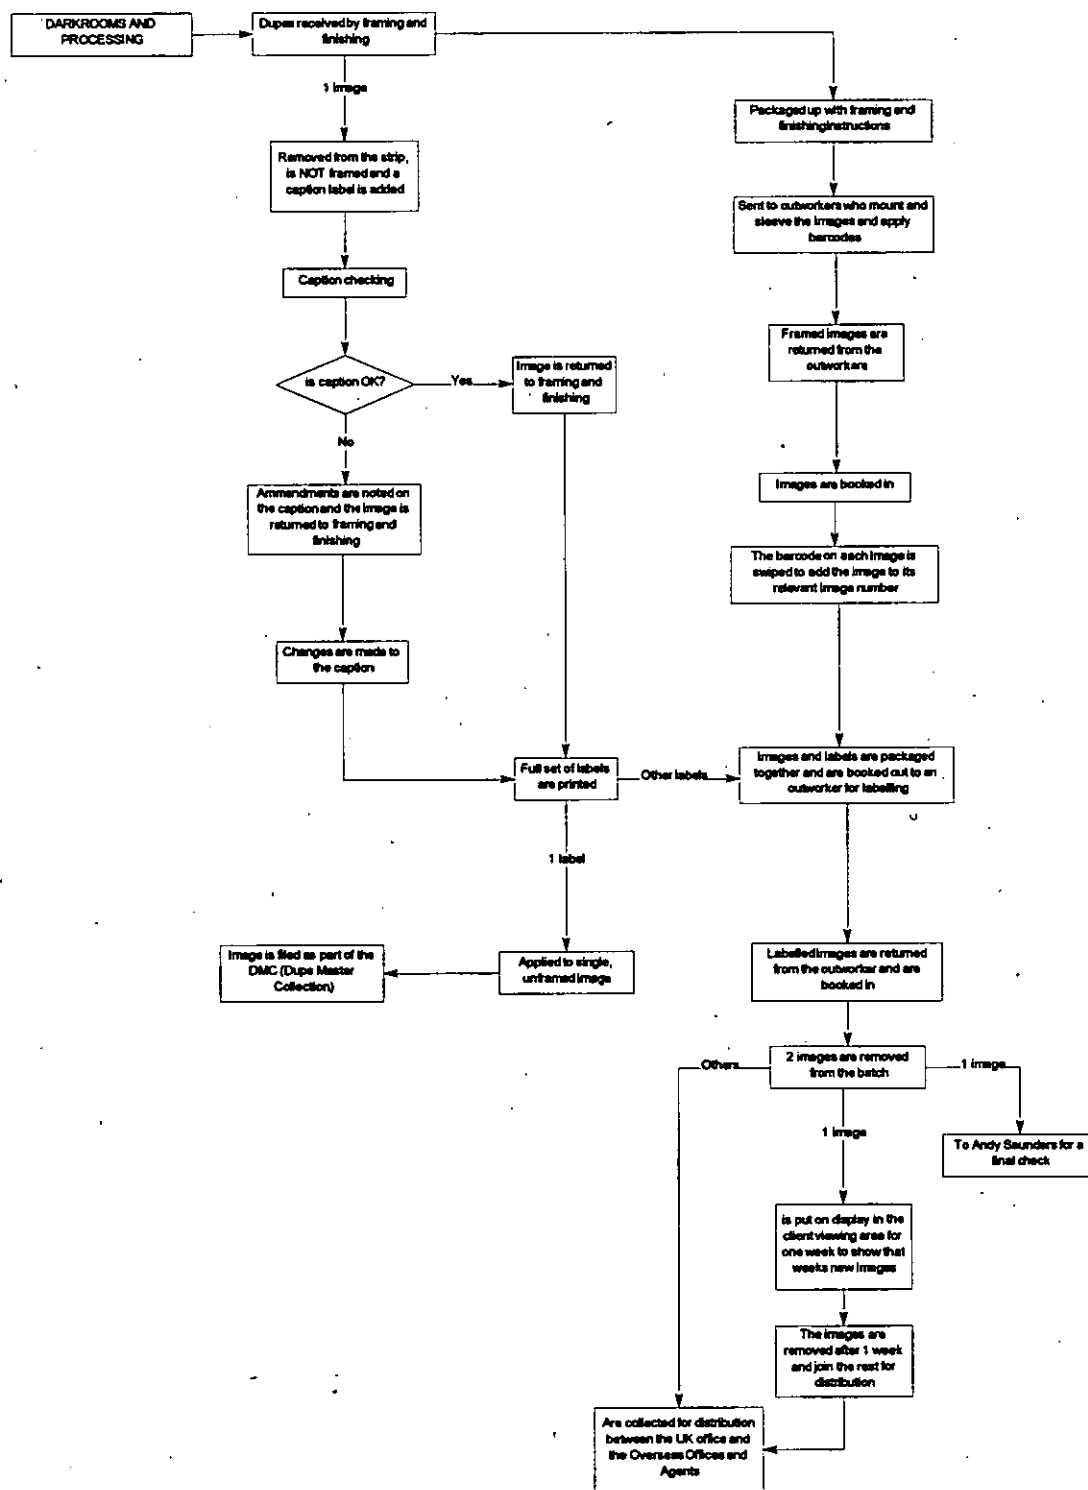 DARKROOMS AND
PROCESSING
Dupes received by framing and
finishing
1 image
Packaged up with framing and
finishing instructions
Removed from the strip,
is NOT framed and a
caption label is added
Sent to outworkers who mount and
sleeve the images and apply
barcodes
Caption checking
Framed images are
returned from the
outworkers
is caption OK?
Yes
Image is returned
to framing and
finishing
No
Images are booked in
Ammendments are noted on
the caption and the image is
returned to framing and
finishing
The barcode on each image is
swiped to add the image to its
relevant image number
Changes are made to
the caption
Full set of labels
are printed
Other labels
Images and labels are packaged
together and are booked out to an
outworker for labelling
1 label
Image is filed as part of the
DMC (Dupe Master
Collection)
Applied to single,
unframed image
Labelled images are returned
from the outworker and are
booked in
Others
2 images are removed
from the batch
1 image
1 image
To Andy Saunders for a
final check
is put on display in the
client viewing area for
one week to show that
weeks new images
The images are
removed after 1 week
and join the rest for
distribution
Are collected for distribution
between the UK office and
the Overseas Offices and
Agents